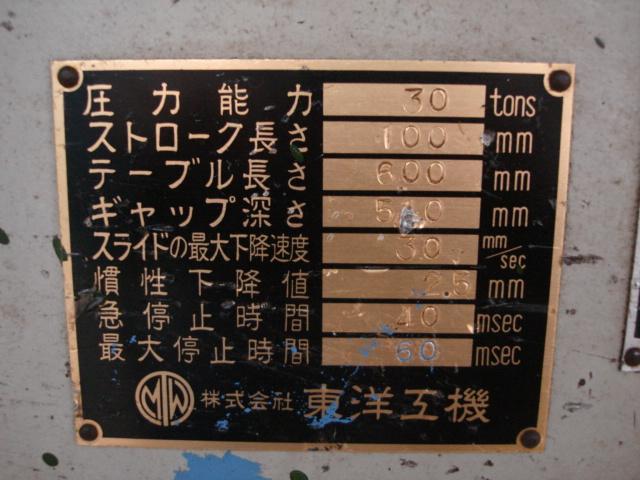 圧力能力 30 tons
ストローク長さ 100 mm
テーブル長さ 600 mm
ギャップ深さ mm
スライドの最大下降速度 30 mm/sec
慣性下降値 2.5 mm
急停止時間 40 msec
最大停止時間 60 msec
MTW 株式会社 東洋工機